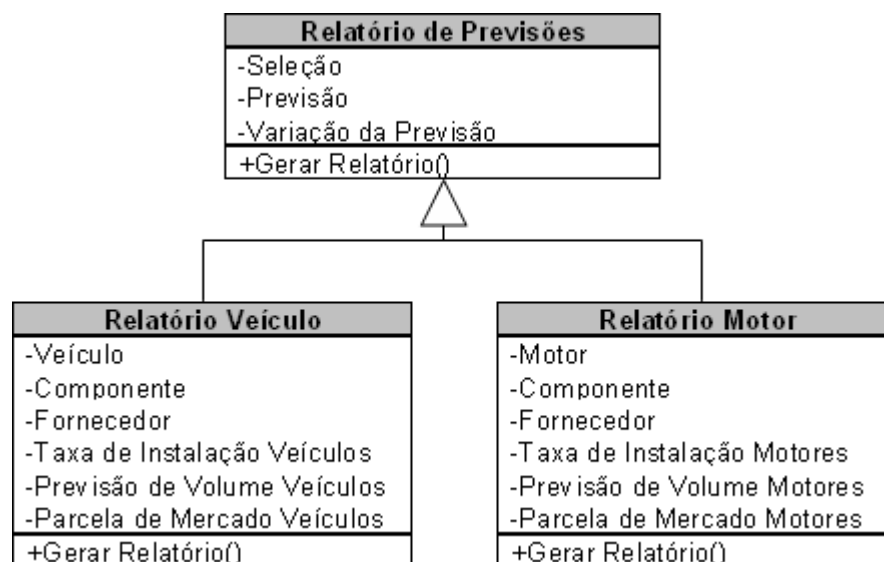 Relatório de Previsões
-Seleção
-Previsão
-Variação da Previsão
+Gerar Relatório()
Relatório Veículo
-Veículo
-Componente
-Fornecedor
-Taxa de Instalação Veículos
-Previsão de Volume Veículos
-Parcela de Mercado Veículos
+Gerar Relatório()
Relatório Motor
-Motor
-Componente
-Fornecedor
-Taxa de Instalação Motores
-Previsão de Volume Motores
-Parcela de Mercado Motores
+Gerar Relatório()